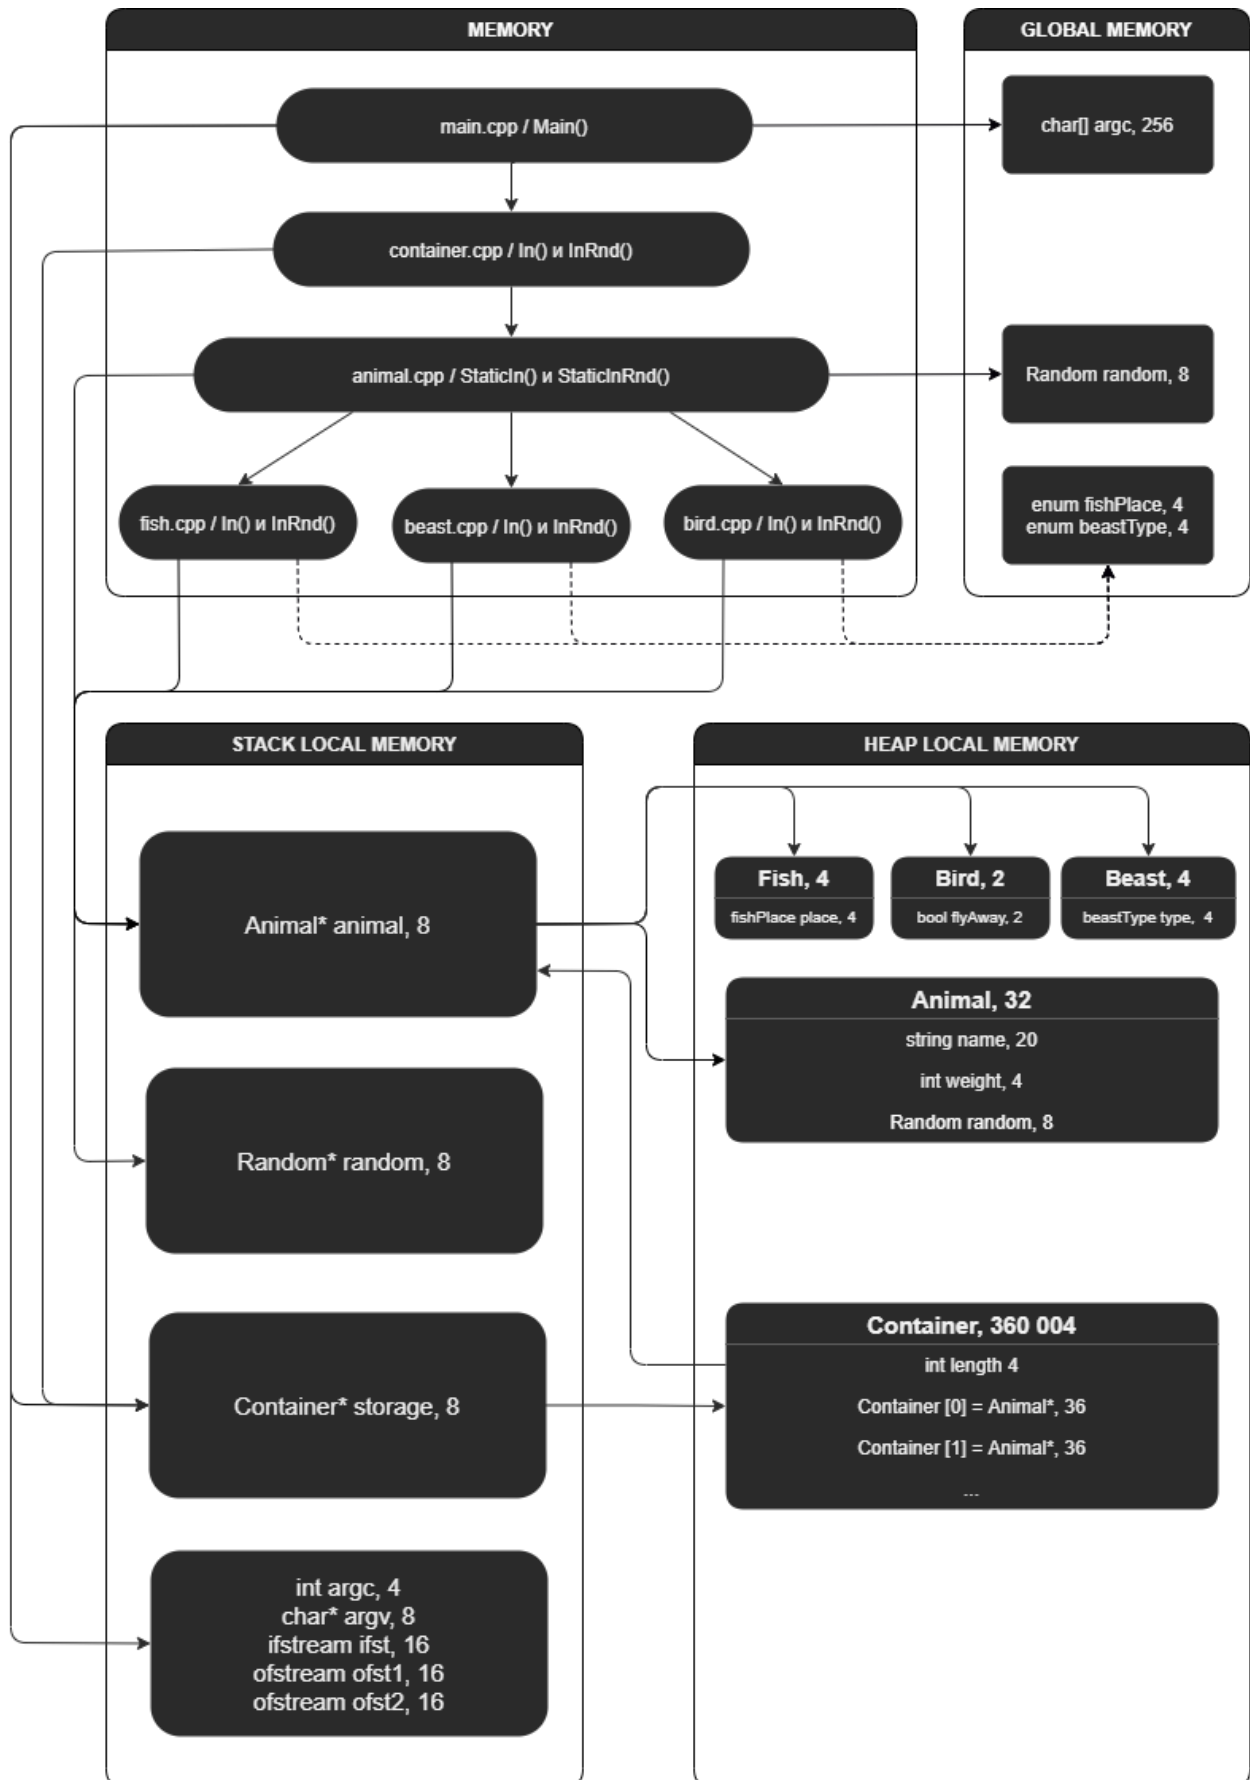 MEMORY
main.cpp / Main()
container.cpp / In() и InRnd()
animal.cpp / StaticIn() и StaticInRnd()
fish.cpp / In() и InRnd()
beast.cpp / In() и InRnd()
bird.cpp / In() и InRnd()
GLOBAL MEMORY
char[] argc, 256
Random random, 8
enum fishPlace, 4
enum beastType, 4
STACK LOCAL MEMORY
Animal* animal, 8
Random* random, 8
Container* storage, 8
int argc, 4
char* argv, 8
ifstream ifst, 16
ofstream ofst1, 16
ofstream ofst2, 16
HEAP LOCAL MEMORY
Fish, 4
fishPlace place, 4
Bird, 2
bool flyAway, 2
Beast, 4
beastType type, 4
Animal, 32
string name, 20
int weight, 4
Random random, 8
Container, 360 004
int length 4
Container [0] = Animal*, 36
Container [1] = Animal*, 36
...